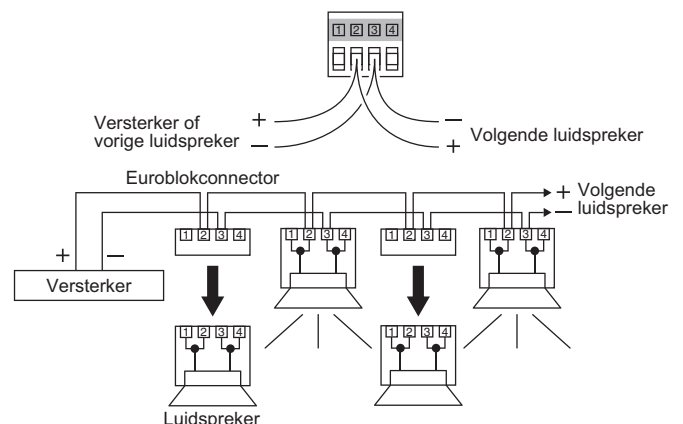 1 2 3 4
+
Versterker of
vorige luidspreker
–
–
Volgende luidspreker
+
Euroblokconnector
+ Volgende
– luidspreker
1 2 3 4
1 2 3 4
1 2 3 4
1 2 3 4
+ –
Versterker
1 2 3 4
1 2 3 4
Luidspreker